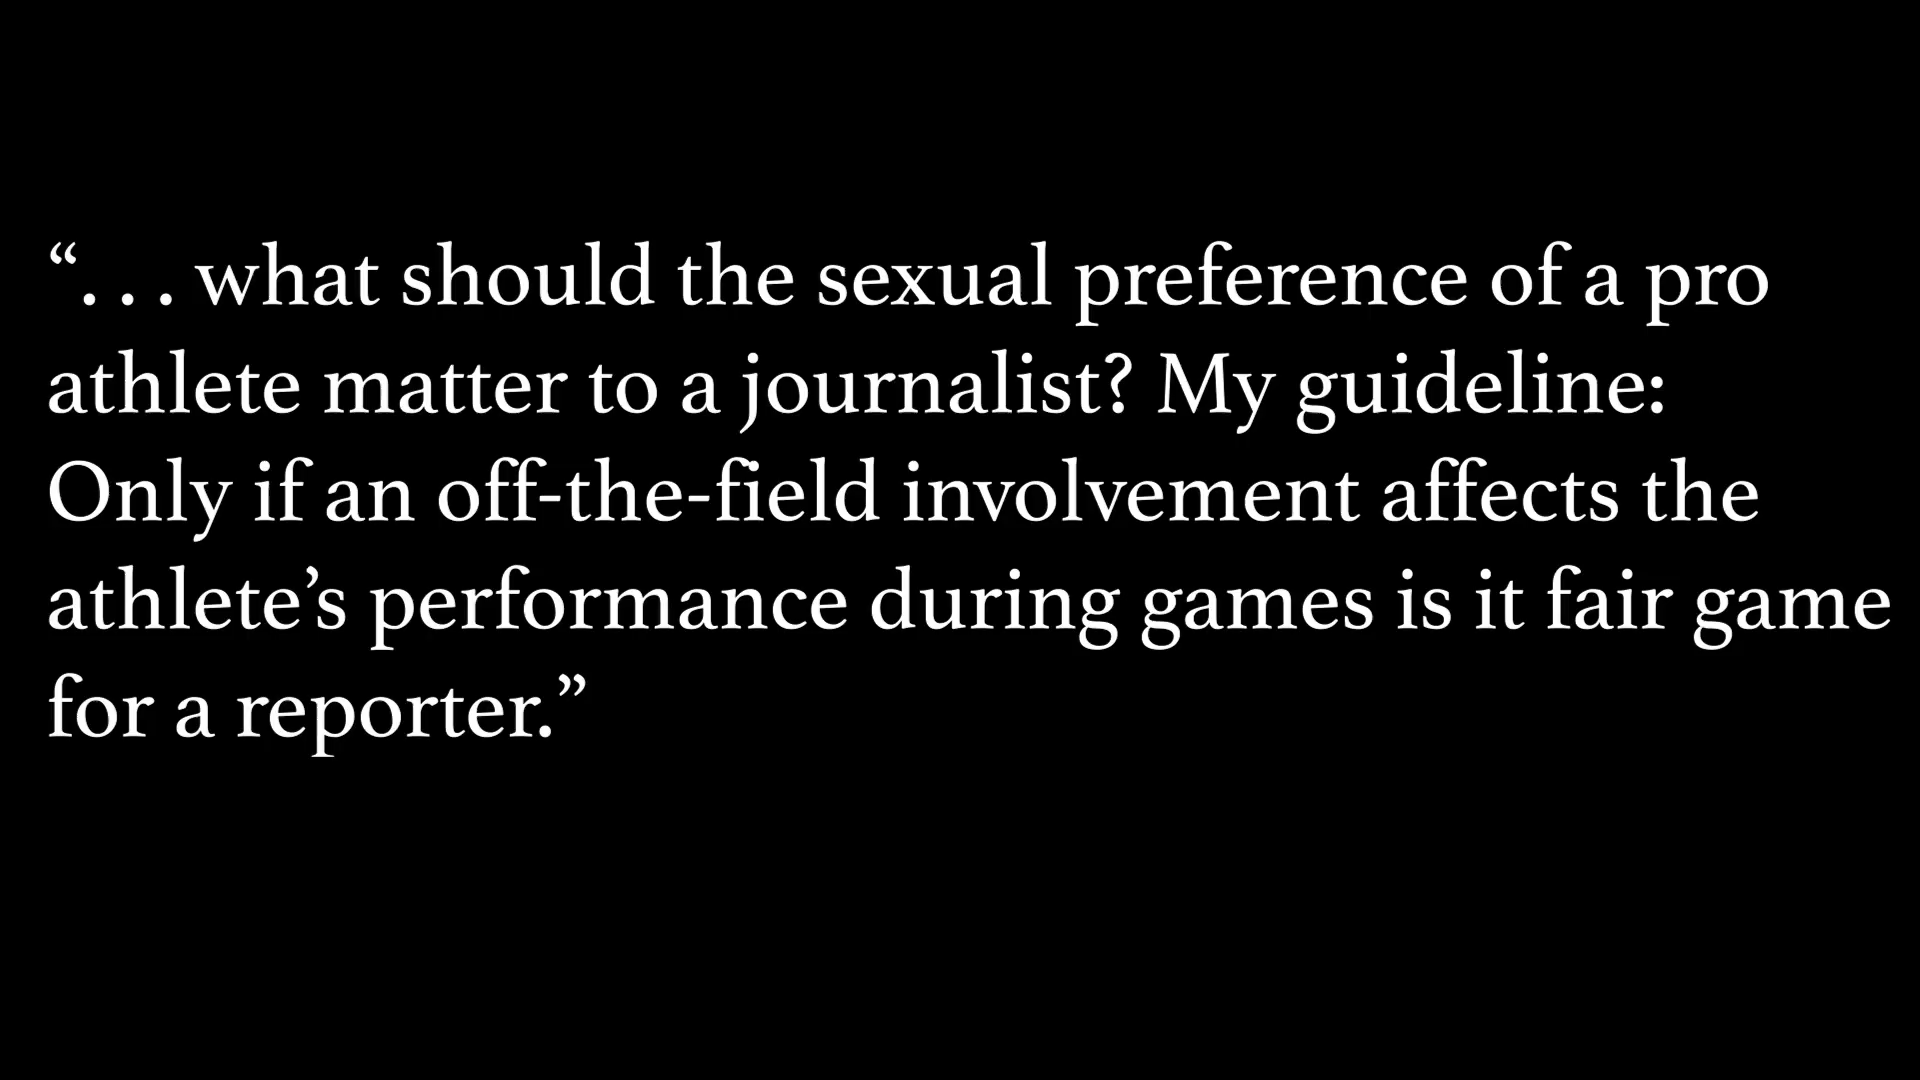 “. . . what should the sexual preference of a pro
athlete matter to a journalist? My guideline:
Only if an off-the-field involvement affects the
athlete’s performance during games is it fair game
for a reporter.”